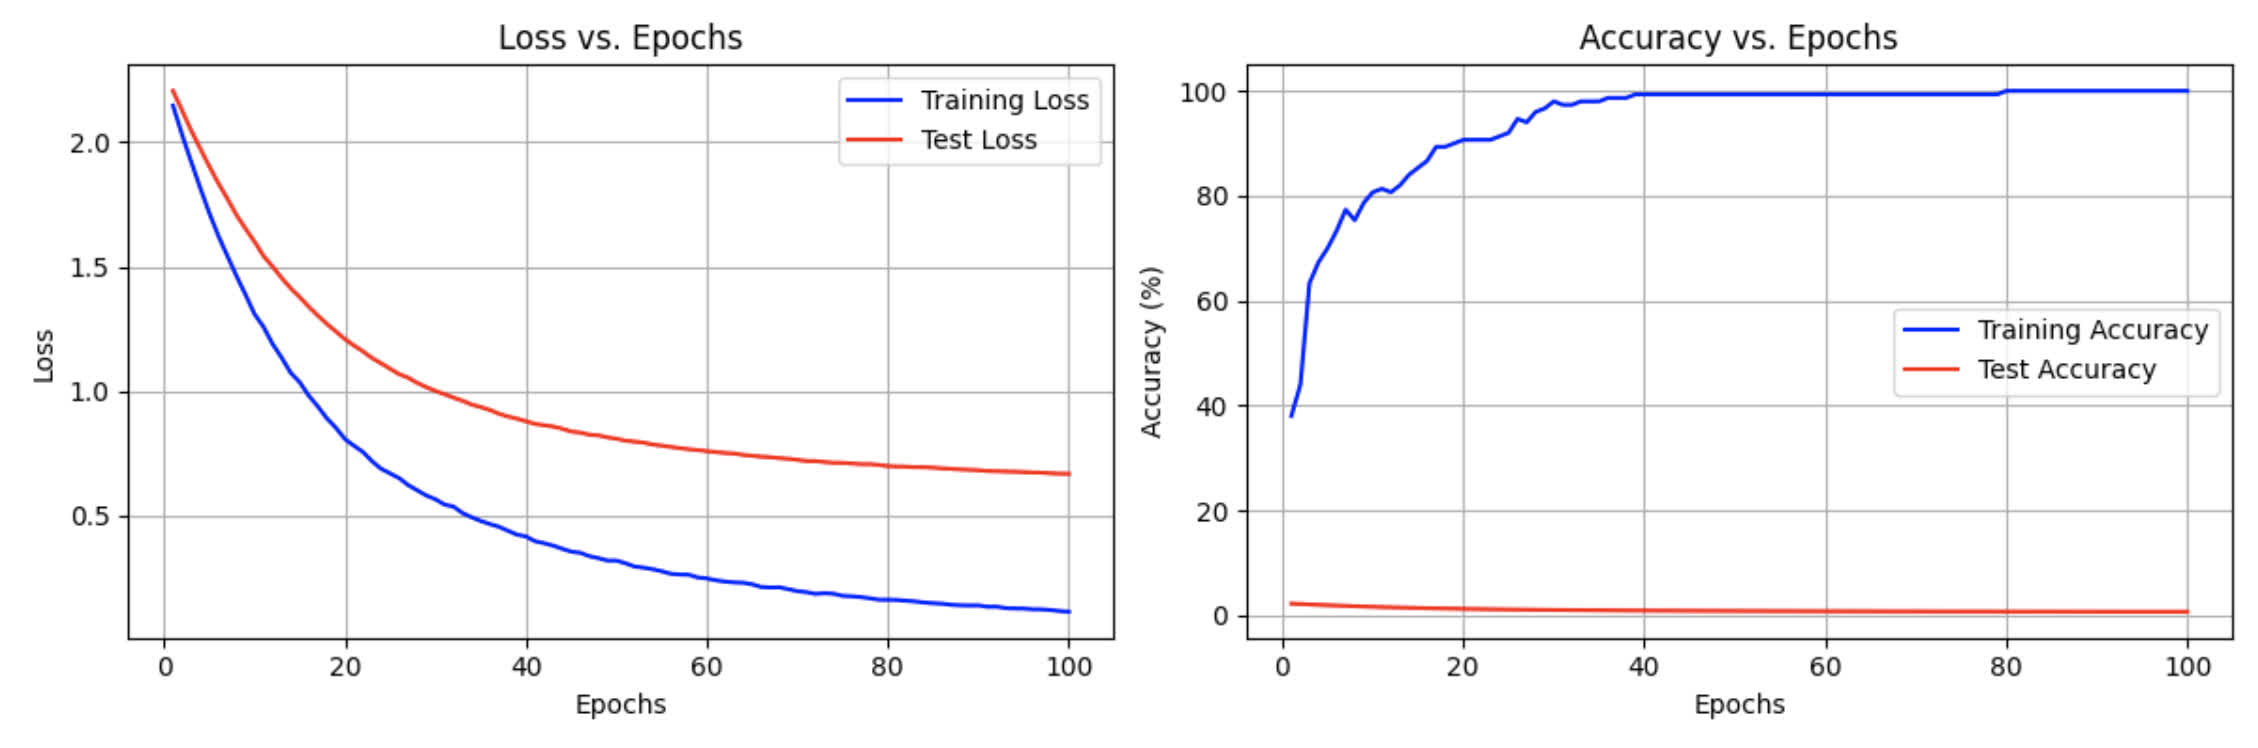 Loss vs. Epochs
Training Loss
Test Loss
2.0
1.5
1.0
0.5
Loss
0 20 40 60 80 100
Epochs
Accuracy vs. Epochs
100
80
60
40
20
0
Accuracy (%)
Training Accuracy
Test Accuracy
0 20 40 60 80 100
Epochs